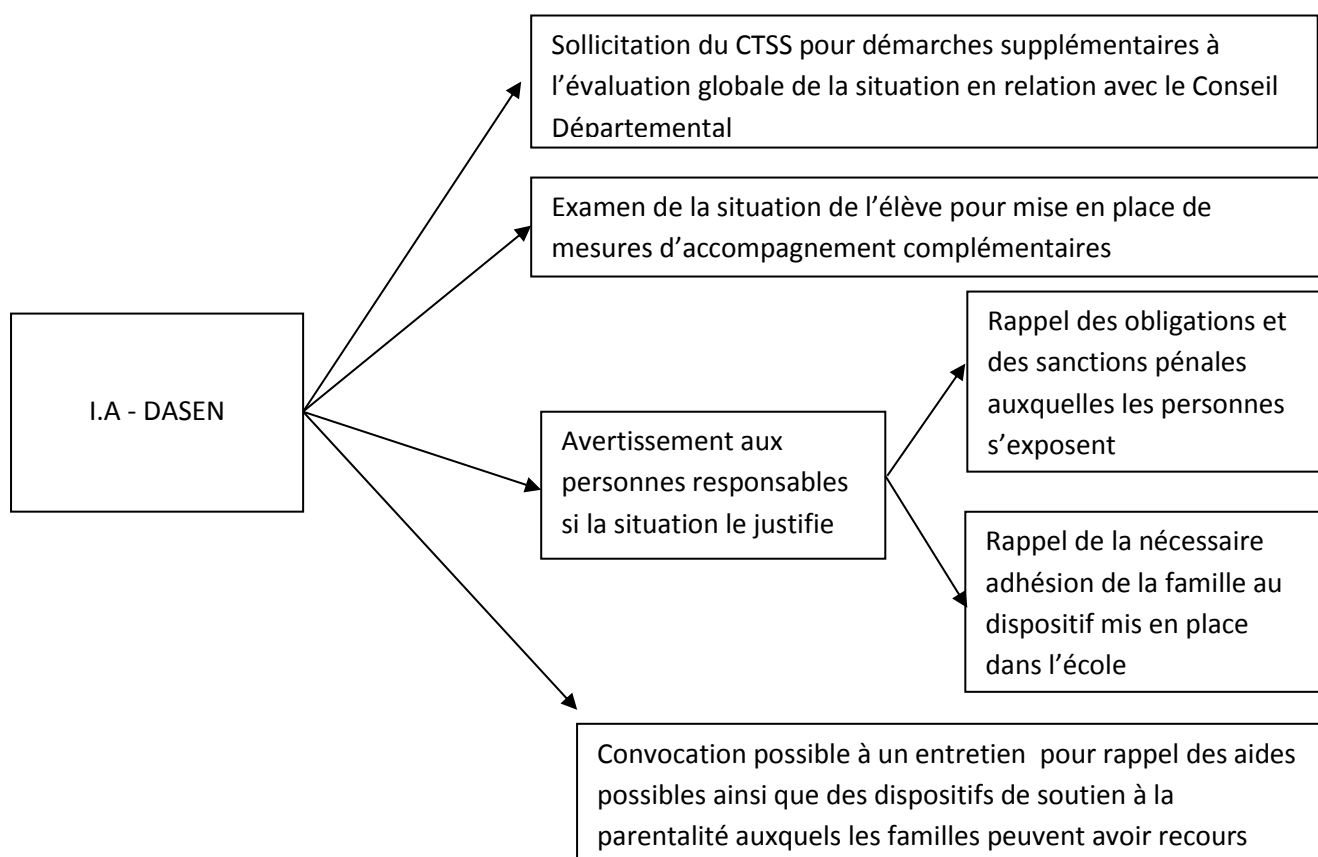 Sollicitation du CTSS pour démarches supplémentaires à
l’évaluation globale de la situation en relation avec le Conseil
Départemental
Examen de la situation de l’élève pour mise en place de
mesures d’accompagnement complémentaires
I.A - DASEN
Avertissement aux
personnes responsables
si la situation le justifie
Rappel des obligations et
des sanctions pénales
auxquelles les personnes
s’exposent
Rappel de la nécessaire
adhésion de la famille au
dispositif mis en place
dans l’école
Convocation possible à un entretien  pour rappel des aides
possibles ainsi que des dispositifs de soutien à la
parentalité auxquels les familles peuvent avoir recours